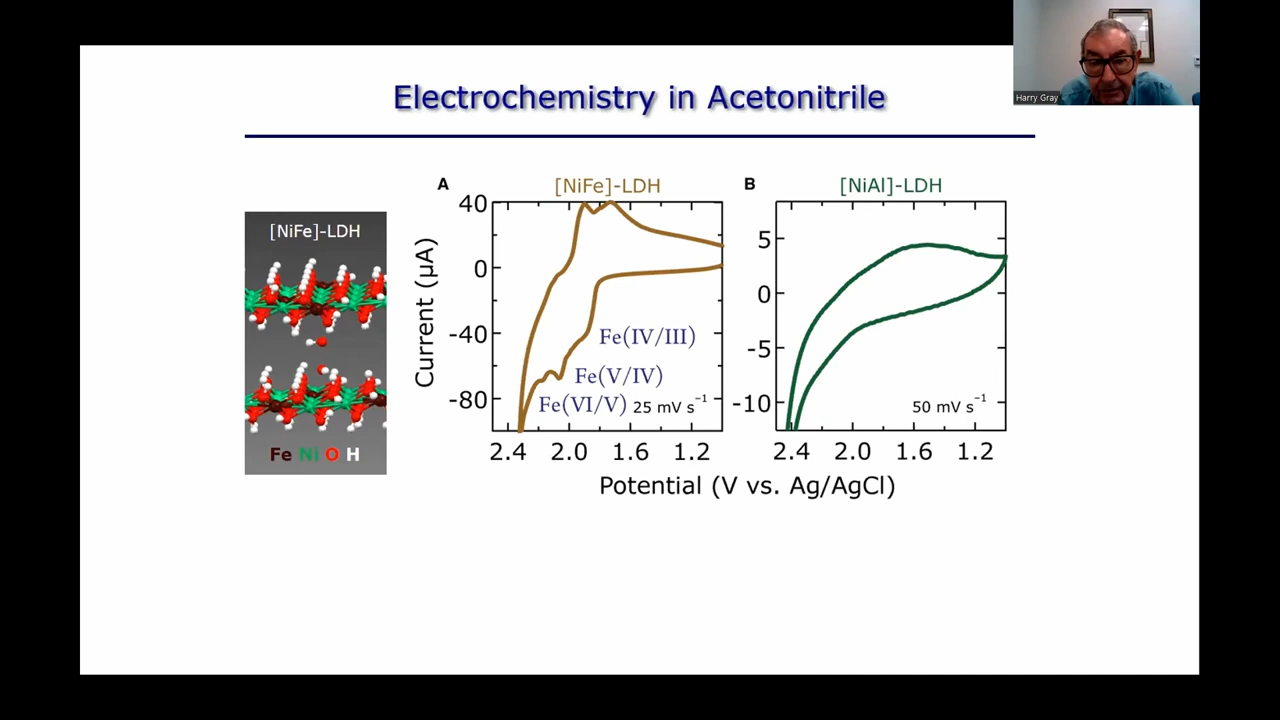 Electrochemistry in Acetonitrile
Harry Gray
[NiFe]-LDH
Fe Ni O H
A
[NiFe]-LDH
Current (µA)
40
0
-40
-80
Fe(IV/III)
Fe(V/IV)
Fe(VI/V)
25 mV s⁻¹
2.4 2.0 1.6 1.2
B
[NiAl]-LDH
5
0
-5
-10
50 mV s⁻¹
2.4 2.0 1.6 1.2
Potential (V vs. Ag/AgCl)